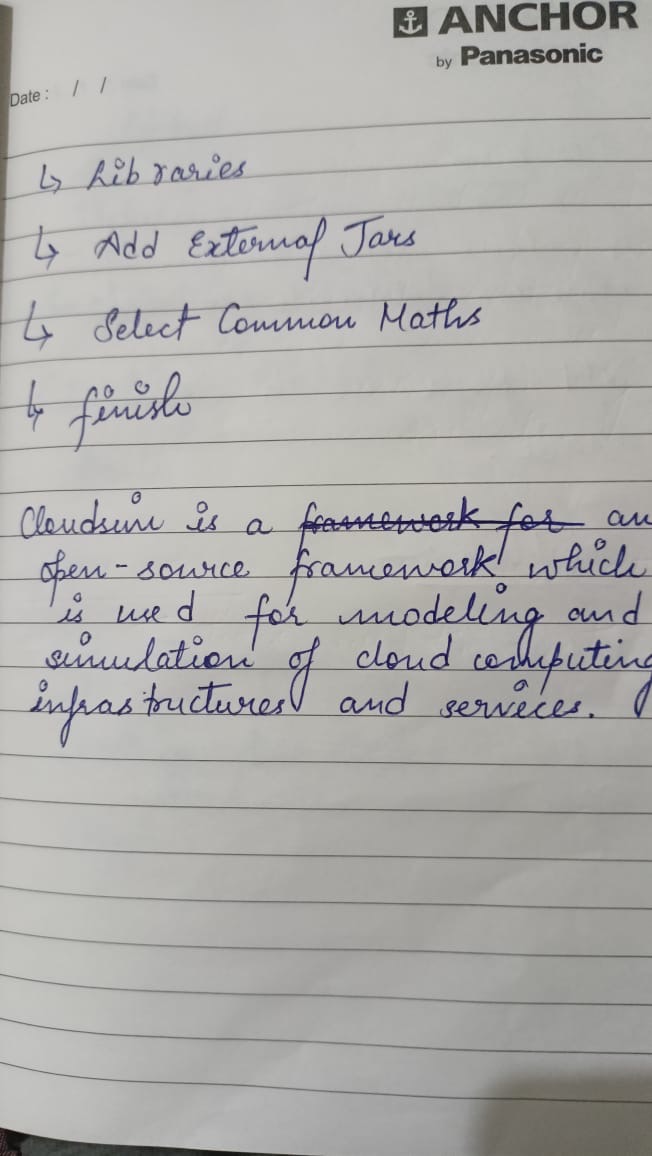 ANCHOR
by Panasonic
Date : / /
↳ Libraries
↳ Add External Jars
↳ Select Common Maths
↳ finish
Cloudsim is a ~~framework for~~ an
open-source framework which
is used for modeling and
simulation of cloud computing
infrastructures and services.